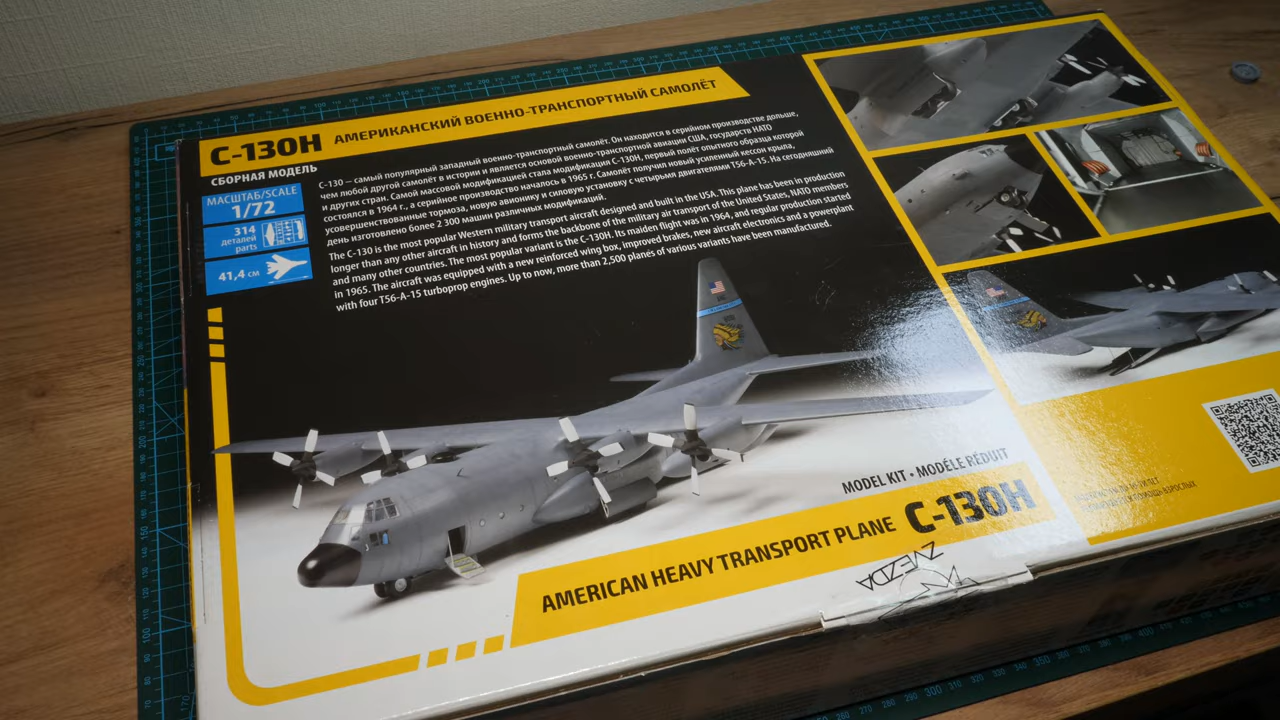 C-130H АМЕРИКАНСКИЙ ВОЕННО-ТРАНСПОРТНЫЙ САМОЛЁТ
СБОРНАЯ МОДЕЛЬ
МАСШТАБ/SCALE
1/72
314
деталей
parts
41,4 см
С-130 — самый популярный западный военно-транспортный самолёт. Он находится в серийном производстве дольше,
чем любой другой самолёт в истории и является основой военно-транспортной авиации США, государств НАТО
и других стран. Самой массовой модификацией стала модификация С-130Н, первый полёт опытного образца которой
состоялся в 1964 г., а серийное производство началось в 1965 г. Самолёт получил новый усиленный кессон крыла,
усовершенствованные тормоза, новую авионику и силовую установку с четырьмя двигателями Т56-А-15. На сегодняшний
день изготовлено более 2 300 машин различных модификаций.
The C-130 is the most popular Western military transport aircraft designed and built in the USA. This plane has been in production
longer than any other aircraft in history and forms the backbone of the military air transport of the United States, NATO members
and many other countries. The most popular variant is the C-130H. Its maiden flight was in 1964, and regular production started
in 1965. The aircraft was equipped with a new reinforced wing box, improved brakes, new aircraft electronics and a powerplant
with four T56-A-15 turboprop engines. Up to now, more than 2,500 planes of various variants have been manufactured.
MODEL KIT • MODÉLE RÉDUIT
AMERICAN HEAVY TRANSPORT PLANE C-130H
ZVEZDA